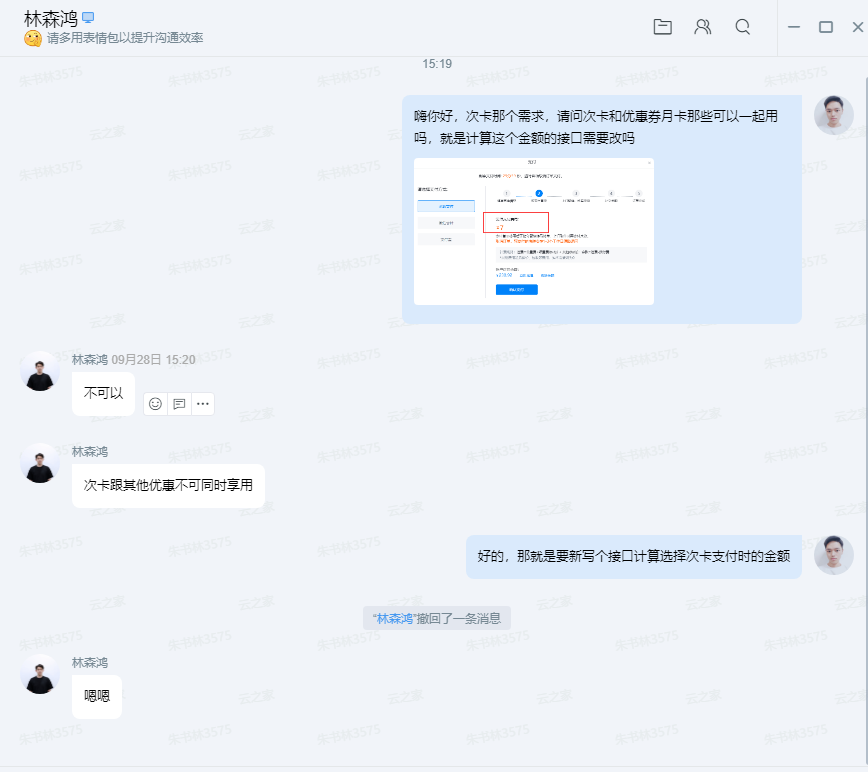 林森鸿
请多用表情包以提升沟通效率
15:19
嗨你好，次卡那个需求，请问次卡和优惠券月卡那些可以一起用
吗，就是计算这个金额的接口需要改吗
林森鸿 09月28日 15:20
不可以
林森鸿
次卡跟其他优惠不可同时享用
好的，那就是要新写个接口计算选择次卡支付时的金额
“林森鸿”撤回了一条消息
林森鸿
嗯嗯
朱书林3575
云之家